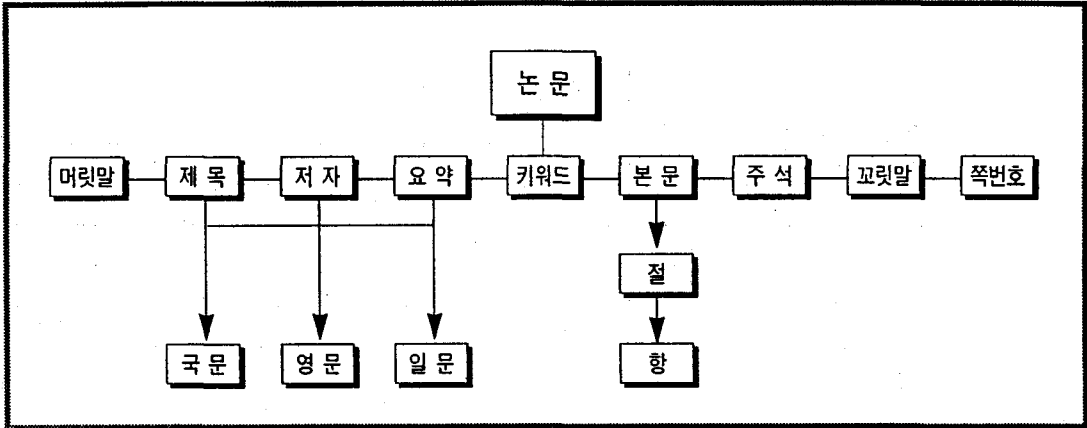 논 문
머릿말 제 목 저 자 요 약 키워드 본 문 주 석 꼬릿말 쪽번호
절
국 문 영 문 일 문 항